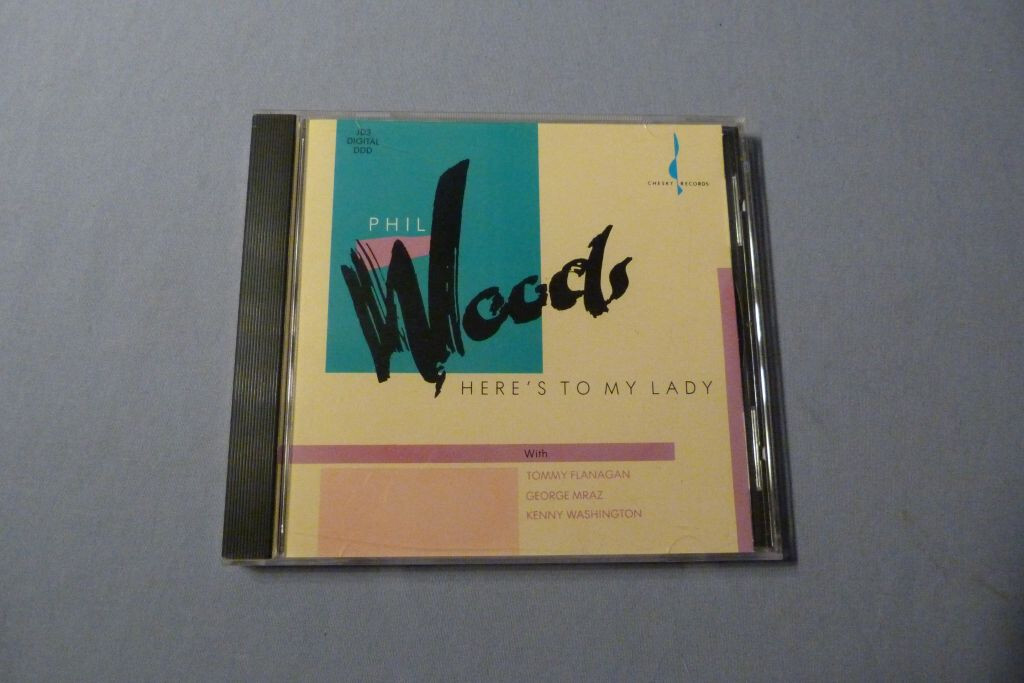 JD3
DIGITAL
DDD
CHESKY RECORDS
PHIL
Woods
HERE'S TO MY LADY
With
TOMMY FLANAGAN
GEORGE MRAZ
KENNY WASHINGTON